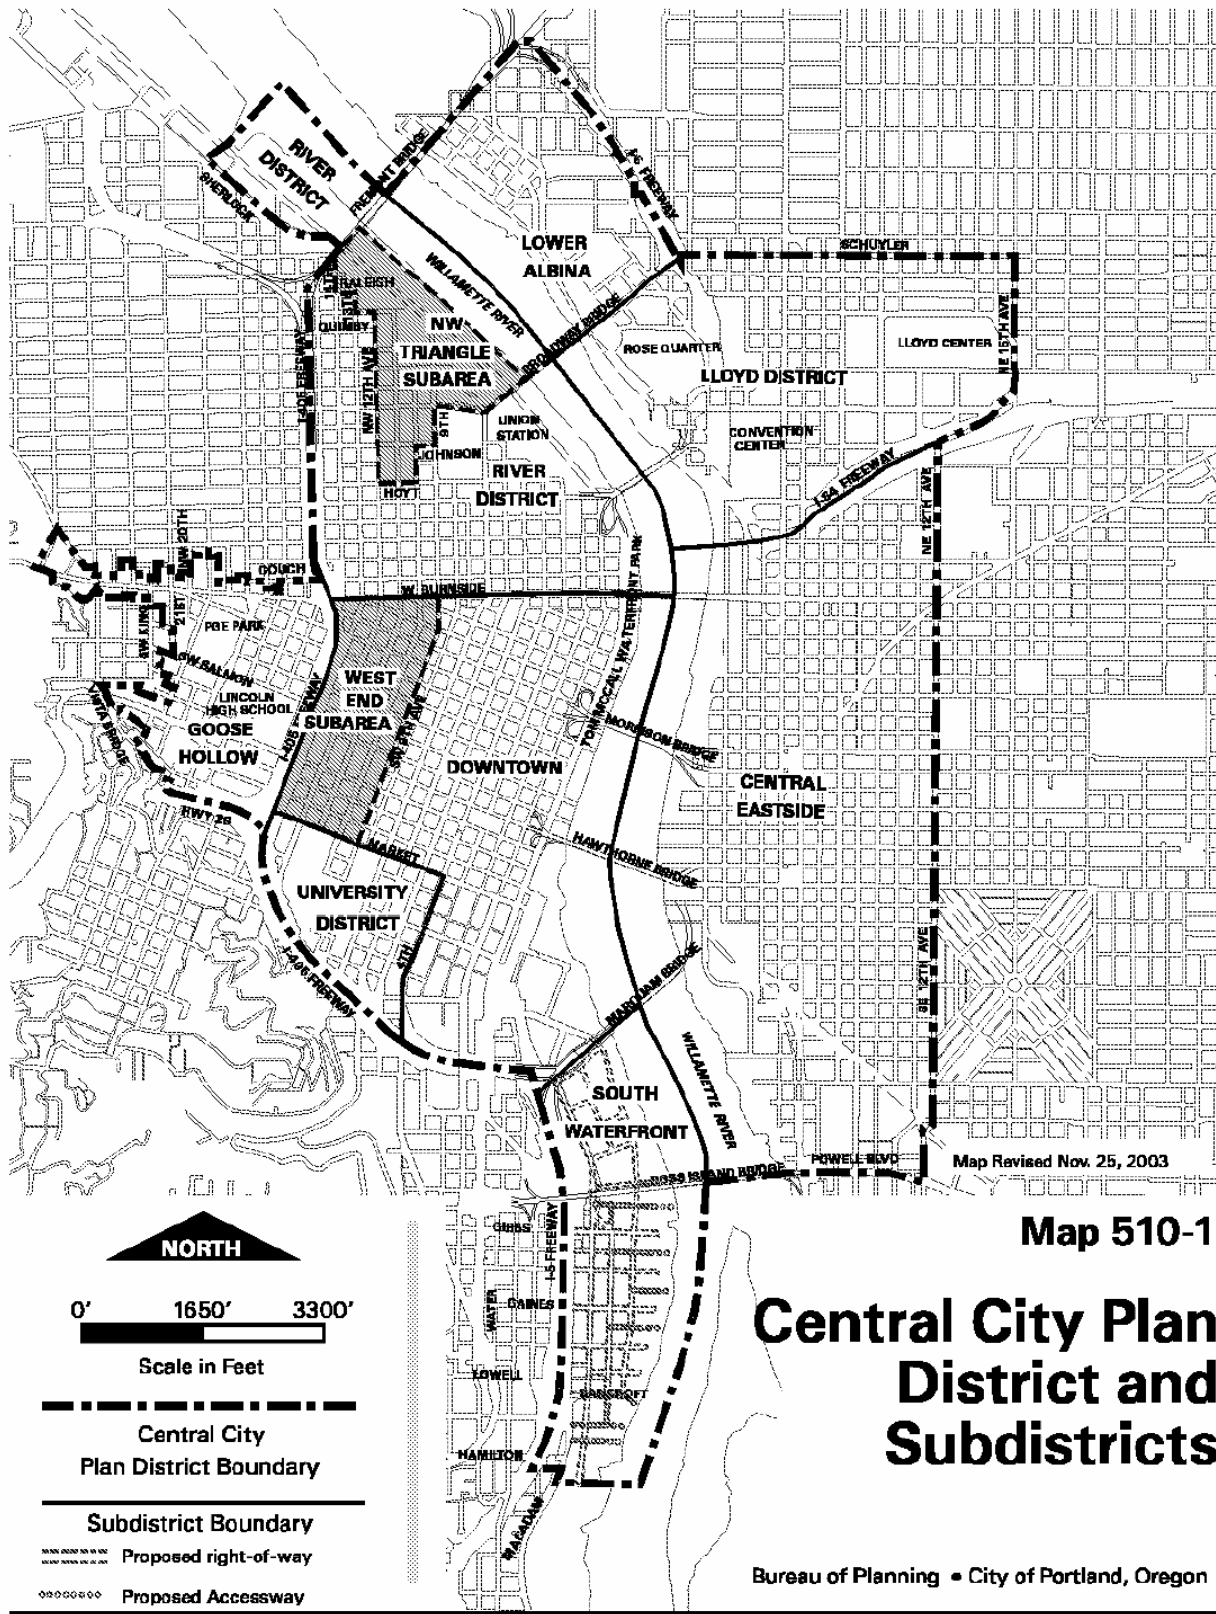 RIVER
DISTRICT
SHERLOCK
FREMONT BRIDGE
I-5 FREEWAY
LOWER
ALBINA
SCHUYLER
WILLAMETTE RIVER
RALEIGH
QUIMBY
NW
TRIANGLE
SUBAREA
BROADWAY BRIDGE
ROSE QUARTER
LLOYD CENTER
NE 15TH AVE
LLOYD DISTRICT
I-405 FREEWAY
NW 12TH AVE
9TH
UNION
STATION
JOHNSON
HOYT
RIVER
DISTRICT
CONVENTION
CENTER
I-84 FREEWAY
NE 12TH AVE
NW 20TH
COUCH
W. BURNSIDE
TOM MCCALL WATERFRONT PARK
SW KING
21ST
PGE PARK
SW SALMON
LINCOLN
HIGH SCHOOL
GOOSE
HOLLOW
VISTA BRIDGE
HWY 26
I-405 FREEWAY
WEST
END
SUBAREA
SW 9TH AVE
DOWNTOWN
MORRISON BRIDGE
CENTRAL
EASTSIDE
MARKET
HAWTHORNE BRIDGE
UNIVERSITY
DISTRICT
4TH
I-405 FREEWAY
MARQUAM BRIDGE
SE 12TH AVE
WILLAMETTE RIVER
SOUTH
WATERFRONT
ROSS ISLAND BRIDGE
POWELL BLVD
Map Revised Nov. 25, 2003
GIBBS
I-5 FREEWAY
WATER
GAINES
LOWELL
BANCROFT
HAMILTON
MACADAM
NORTH
0' 1650' 3300'
Scale in Feet
Central City
Plan District Boundary
Subdistrict Boundary
Proposed right-of-way
Proposed Accessway
Map 510-1
Central City Plan
District and
Subdistricts
Bureau of Planning • City of Portland, Oregon